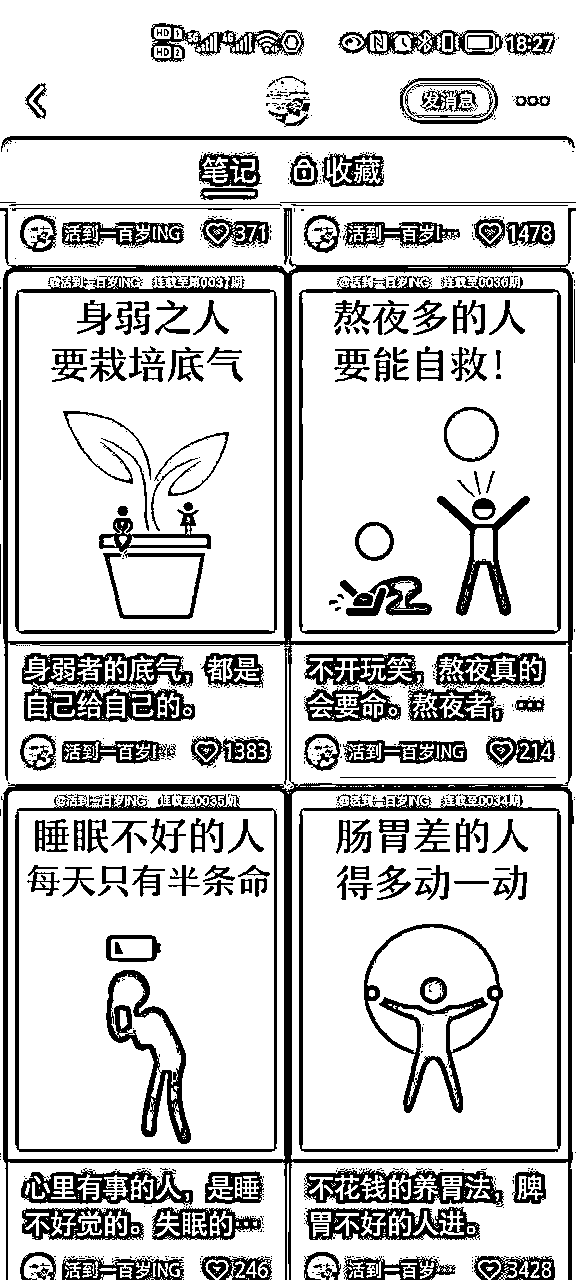 HD 1 HD 2 18:27
发消息
笔记 收藏
活到一百岁ING 371
活到一百岁I… 1478
@活到一百岁ING 连载至第0037期
身弱之人
要栽培底气
身弱者的底气，都是
自己给自己的。
活到一百岁I… 1383
@活到一百岁ING 连载至0036期
熬夜多的人
要能自救！
不开玩笑，熬夜真的
会要命。熬夜者，…
活到一百岁ING 214
@活到一百岁ING 连载至0035期
睡眠不好的人
每天只有半条命
心里有事的人，是睡
不好觉的。失眠的…
活到一百岁ING 246
@活到一百岁ING 连载至0034期
肠胃差的人
得多动一动
不花钱的养胃法，脾
胃不好的人进。
活到一百岁… 3428